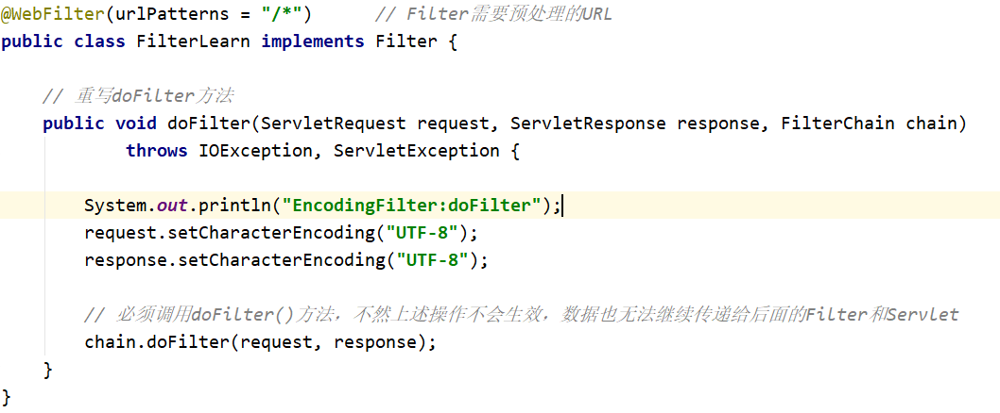 @WebFilter(urlPatterns = "/*")      // Filter需要预处理的URL
public class FilterLearn implements Filter {
    // 重写doFilter方法
    public void doFilter(ServletRequest request, ServletResponse response, FilterChain chain)
            throws IOException, ServletException {
        System.out.println("EncodingFilter:doFilter");
        request.setCharacterEncoding("UTF-8");
        response.setCharacterEncoding("UTF-8");
        // 必须调用doFilter()方法，不然上述操作不会生效，数据也无法继续传递给后面的Filter和Servlet
        chain.doFilter(request, response);
    }
}